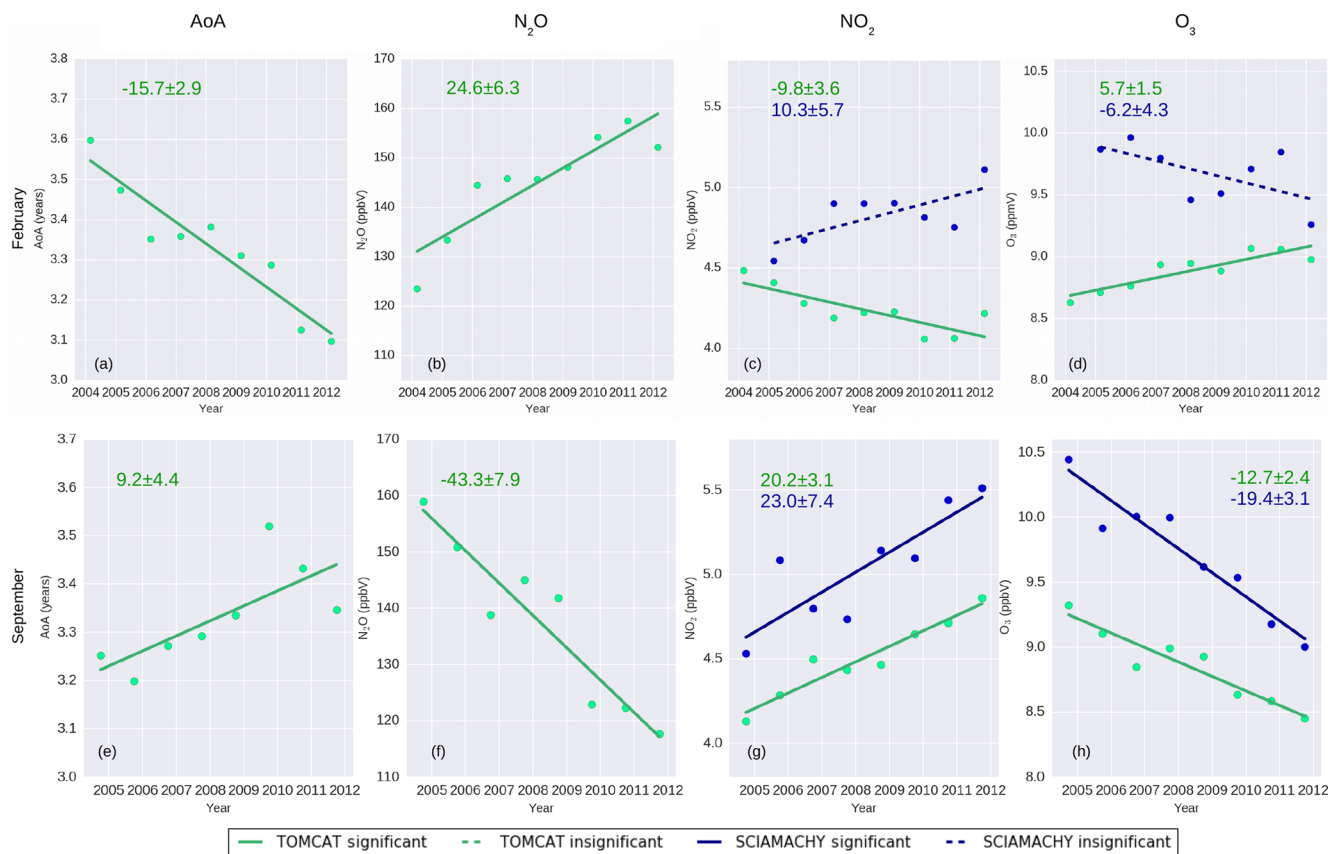 AoA
N₂O
NO₂
O₃
February
AoA (years)
3.8
3.7
3.6
3.5
3.4
3.3
3.2
3.1
3.0
-15.7±2.9
(a)
2004 2005 2006 2007 2008 2009 2010 2011 2012
Year
N₂O (ppbV)
170
160
150
140
130
120
110
24.6±6.3
(b)
2004 2005 2006 2007 2008 2009 2010 2011 2012
Year
NO₂ (ppbV)
5.5
5.0
4.5
4.0
-9.8±3.6
10.3±5.7
(c)
2004 2005 2006 2007 2008 2009 2010 2011 2012
Year
O₃ (ppmV)
10.5
10.0
9.5
9.0
8.5
8.0
5.7±1.5
-6.2±4.3
(d)
2004 2005 2006 2007 2008 2009 2010 2011 2012
Year
September
AoA (years)
3.7
3.6
3.5
3.4
3.3
3.2
3.1
3.0
9.2±4.4
(e)
2005 2006 2007 2008 2009 2010 2011 2012
Year
N₂O (ppbV)
170
160
150
140
130
120
110
-43.3±7.9
(f)
2005 2006 2007 2008 2009 2010 2011 2012
Year
NO₂ (ppbV)
5.5
5.0
4.5
4.0
20.2±3.1
23.0±7.4
(g)
2005 2006 2007 2008 2009 2010 2011 2012
Year
O₃ (ppbV)
10.5
10.0
9.5
9.0
8.5
8.0
-12.7±2.4
-19.4±3.1
(h)
2005 2006 2007 2008 2009 2010 2011 2012
Year
TOMCAT significant TOMCAT insignificant SCIAMACHY significant SCIAMACHY insignificant